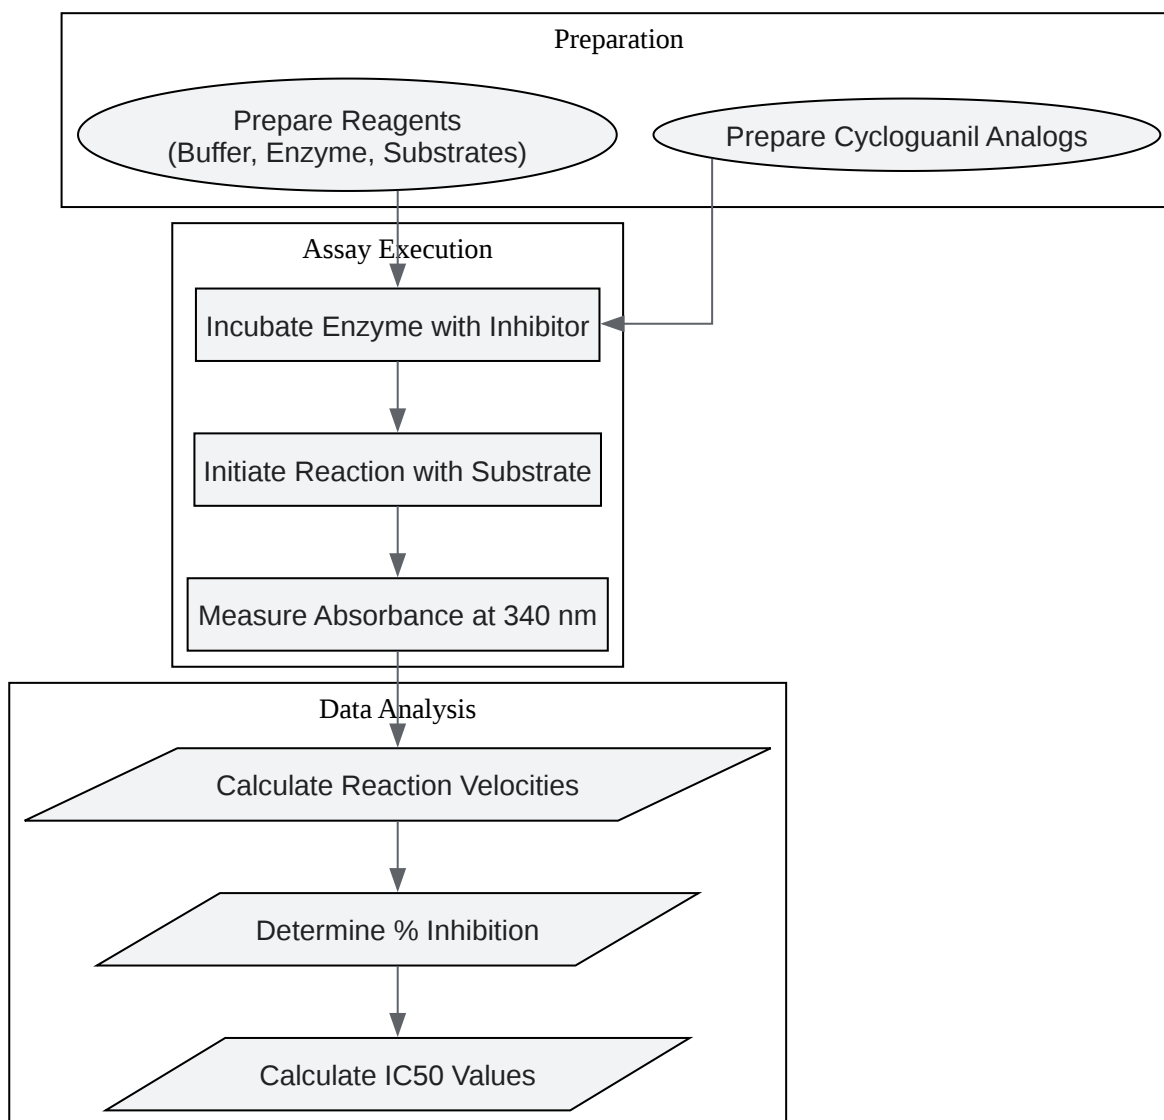 Preparation
Prepare Reagents
(Buffer, Enzyme, Substrates)
Prepare Cycloguanil Analogs
Assay Execution
Incubate Enzyme with Inhibitor
Initiate Reaction with Substrate
Measure Absorbance at 340 nm
Data Analysis
Calculate Reaction Velocities
Determine % Inhibition
Calculate IC50 Values